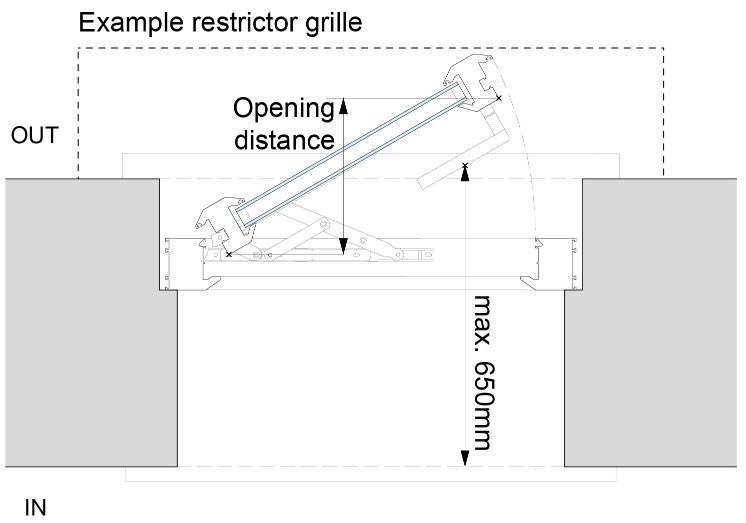 Example restrictor grille
Opening
distance
OUT
max. 650mm
IN